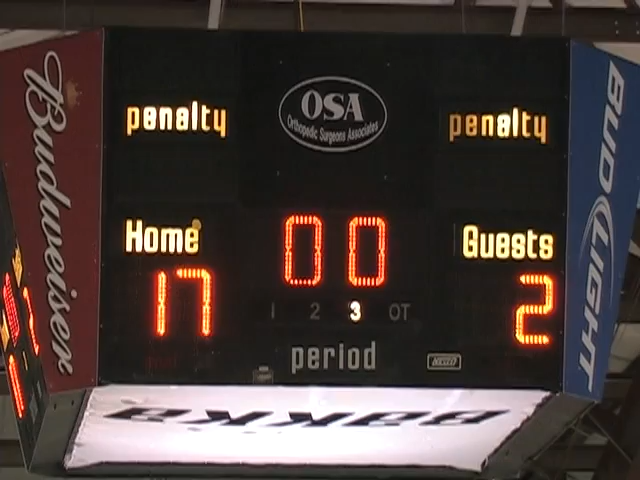 Budweiser
BUD LIGHT
OSA
Orthopedic Surgeons Associates
penalty
penalty
Home
00
Guests
17
2
1 2 3 OT
period